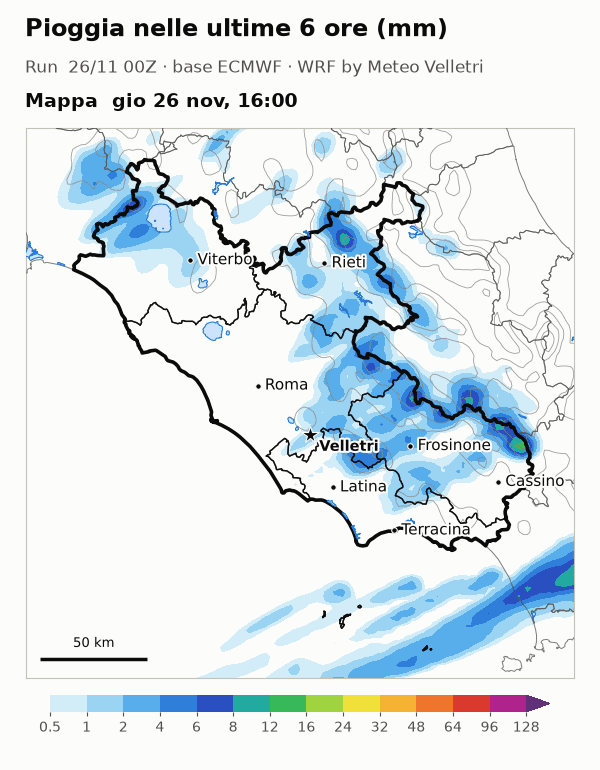 Pioggia nelle ultime 6 ore (mm)
Run 26/11 00Z · base ECMWF · WRF by Meteo Velletri
Mappa gio 26 nov, 16:00
Viterbo
Rieti
Roma
Velletri
Frosinone
Latina
Cassino
Terracina
50 km
0.5 1 2 4 6 8 12 16 24 32 48 64 96 128